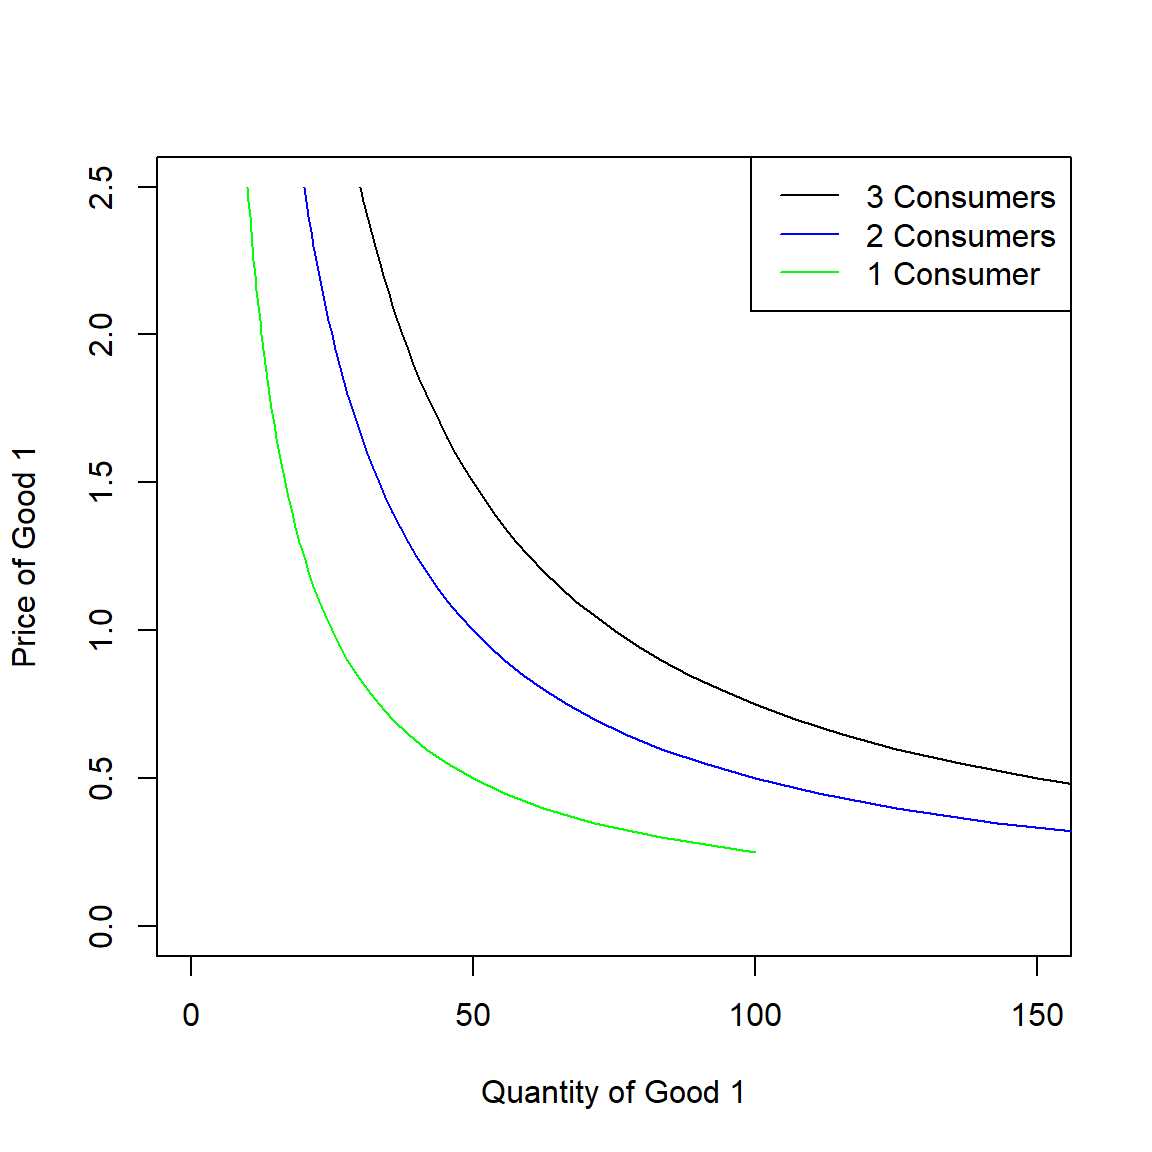 3 Consumers
2 Consumers
1 Consumer
2.5
2.0
1.5
1.0
0.5
0.0
Price of Good 1
0 50 100 150
Quantity of Good 1